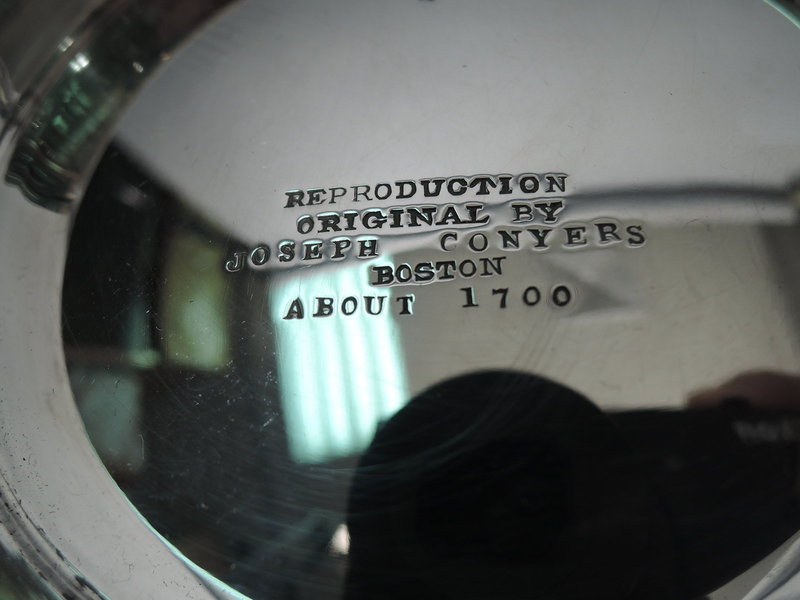 REPRODUCTION
ORIGINAL BY
JOSEPH CONYERS
BOSTON
ABOUT 1700